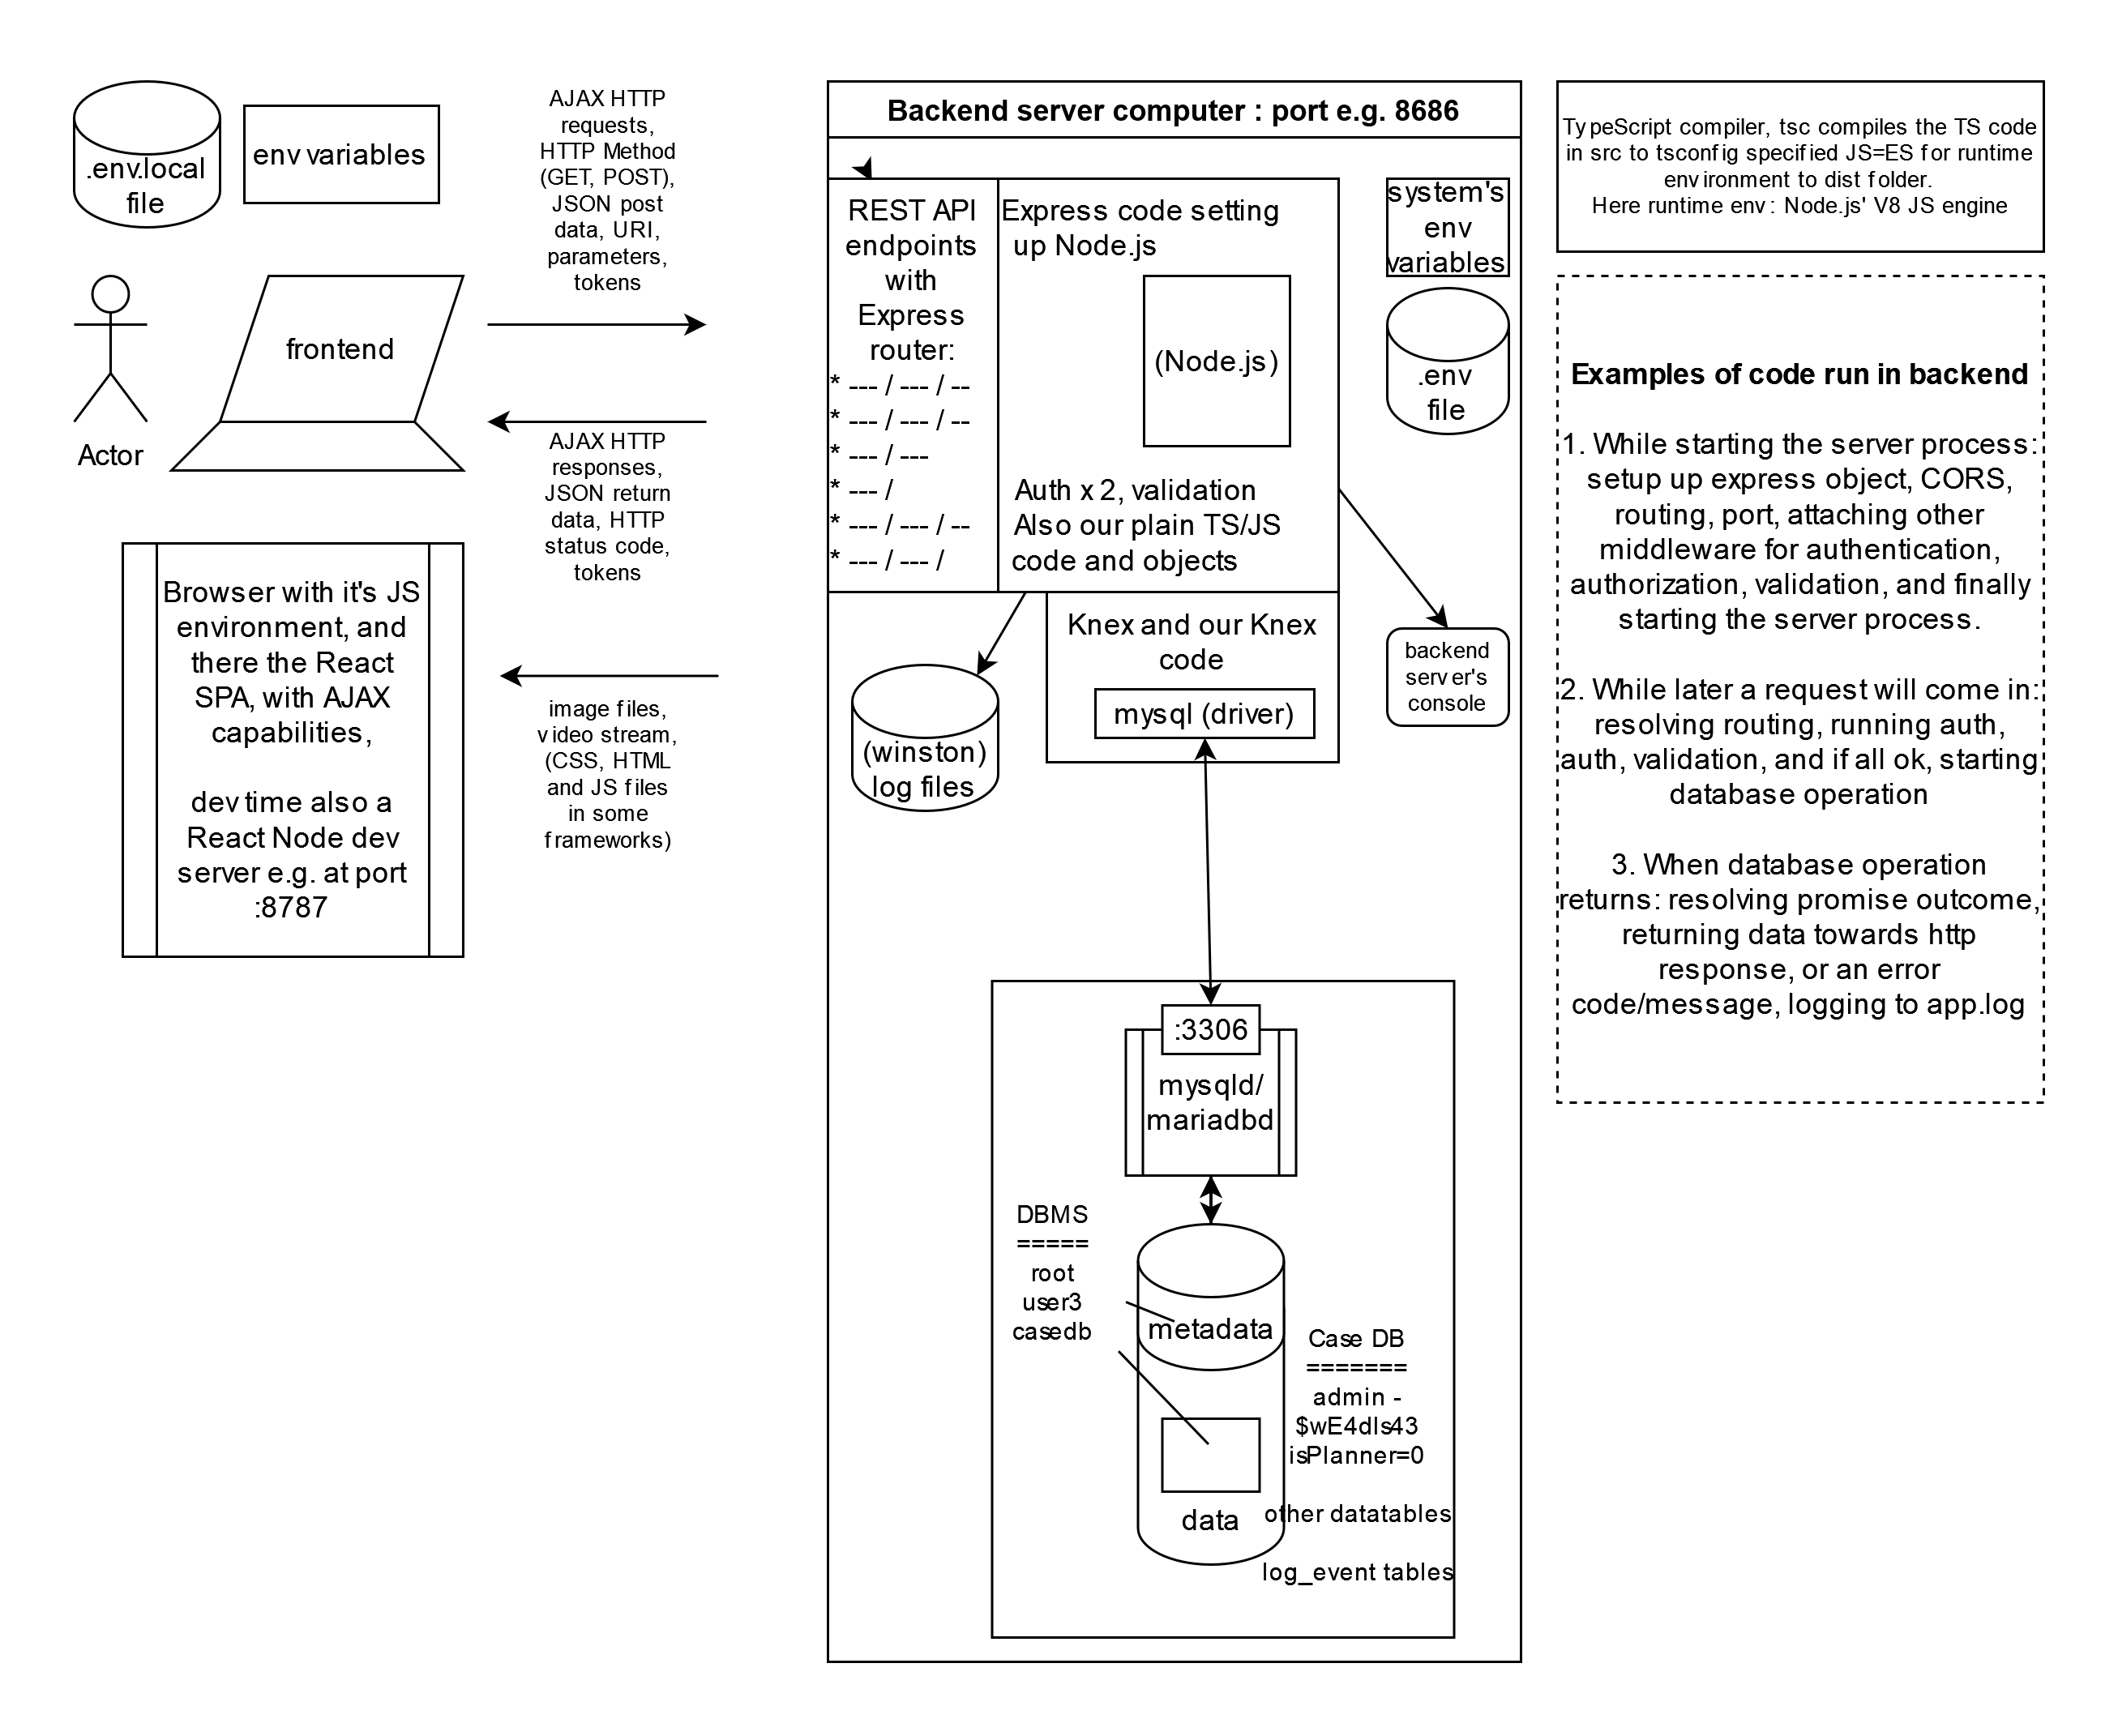 .env.local
file
env variables
AJAX HTTP
requests,
HTTP Method
(GET, POST),
JSON post
data, URI,
parameters,
tokens
frontend
Actor
AJAX HTTP
responses,
JSON return
data, HTTP
status code,
tokens
Browser with it's JS
environment, and
there the React
SPA, with AJAX
capabilities,
dev time also a
React Node dev
server e.g. at port
:8787
image files,
video stream,
(CSS, HTML
and JS files
in some
frameworks)
Backend server computer : port e.g. 8686
REST API
endpoints
with
Express
router:
* --- / --- / --
* --- / --- / --
* --- / ---
* --- /
* --- / --- / --
* --- / --- /
Express code setting
up Node.js
(Node.js)
Auth x 2, validation
Also our plain TS/JS
code and objects
system's
env
variables
.env
file
Knex and our Knex
code
mysql (driver)
(winston)
log files
backend
server's
console
:3306
mysqld/
mariadbd
DBMS
=====
root
user3
casedb
metadata
data
Case DB
=======
admin -
$wE4dls43
isPlanner=0
other datatables
log_event tables
TypeScript compiler, tsc compiles the TS code
in src to tsconfig specified JS=ES for runtime
environment to dist folder.
Here runtime env: Node.js' V8 JS engine
Examples of code run in backend
1. While starting the server process:
setup up express object, CORS,
routing, port, attaching other
middleware for authentication,
authorization, validation, and finally
starting the server process.
2. While later a request will come in:
resolving routing, running auth,
auth, validation, and if all ok, starting
database operation
3. When database operation
returns: resolving promise outcome,
returning data towards http
response, or an error
code/message, logging to app.log